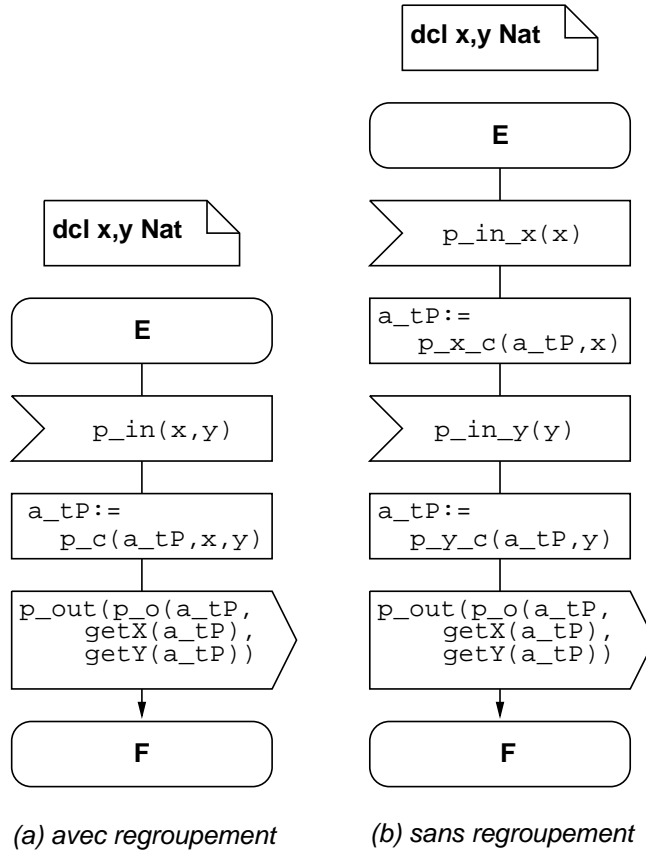 dcl x,y Nat
E
p_in(x,y)
a_tP:=
p_c(a_tP,x,y)
p_out(p_o(a_tP,
getX(a_tP),
getY(a_tP))
F
(a) avec regroupement
dcl x,y Nat
E
p_in_x(x)
a_tP:=
p_x_c(a_tP,x)
p_in_y(y)
a_tP:=
p_y_c(a_tP,y)
p_out(p_o(a_tP,
getX(a_tP),
getY(a_tP))
F
(b) sans regroupement